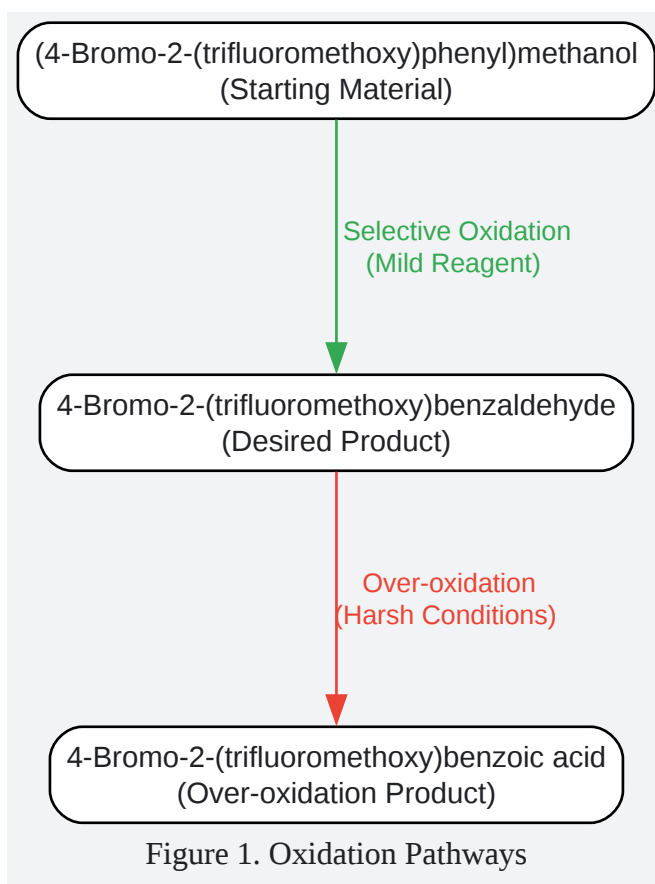 (4-Bromo-2-(trifluoromethoxy)phenyl)methanol
(Starting Material)
Selective Oxidation
(Mild Reagent)
4-Bromo-2-(trifluoromethoxy)benzaldehyde
(Desired Product)
Over-oxidation
(Harsh Conditions)
4-Bromo-2-(trifluoromethoxy)benzoic acid
(Over-oxidation Product)
Figure 1. Oxidation Pathways